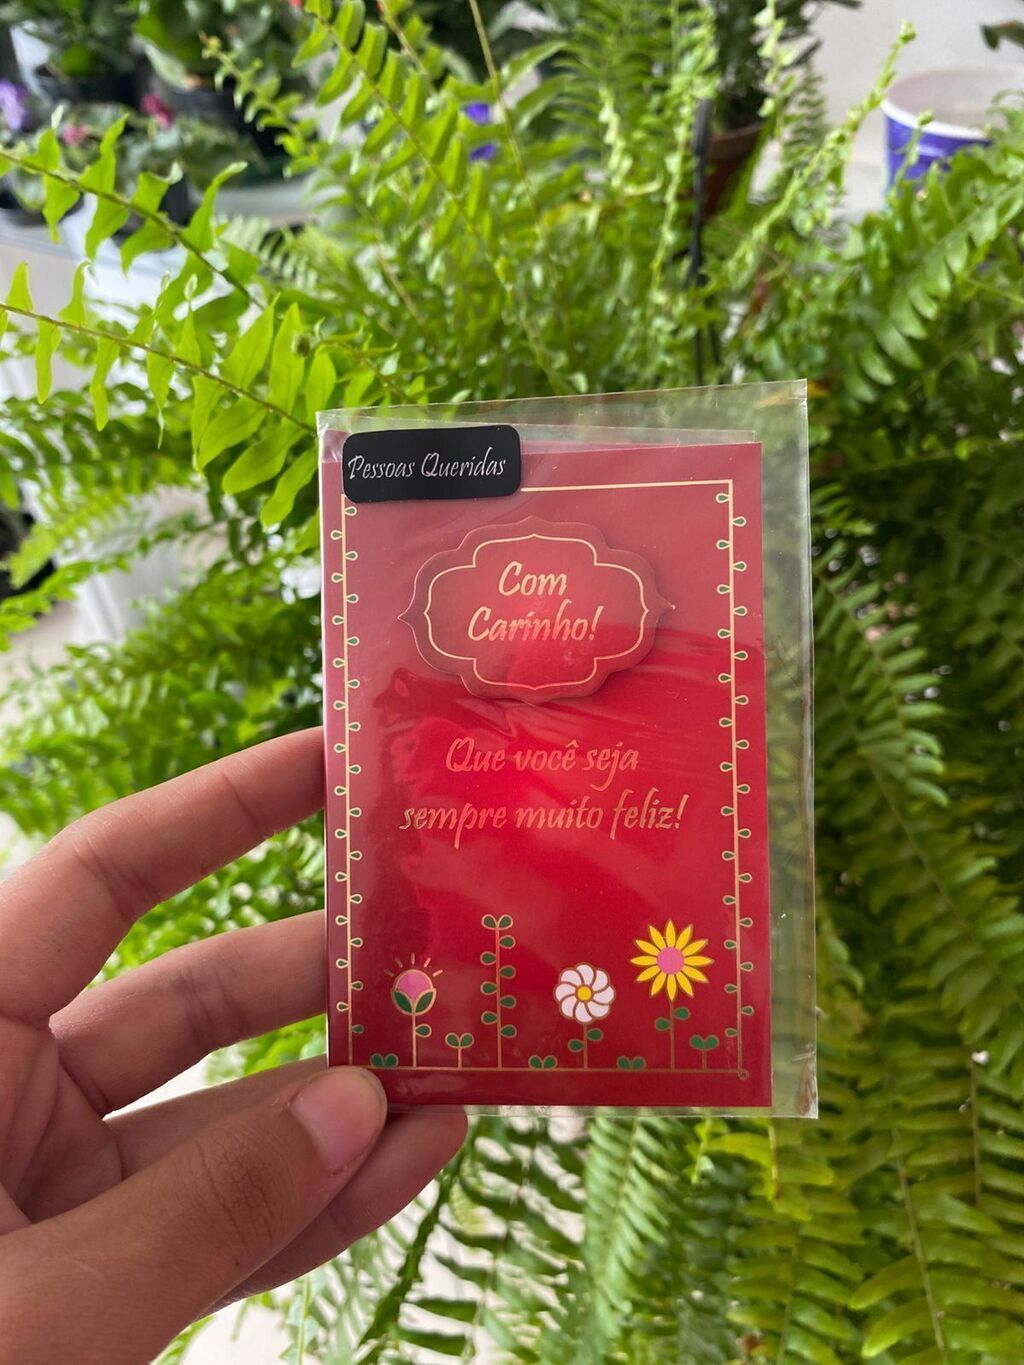 Pessoas Queridas
Com
Carinho!
Que você seja
sempre muito feliz!